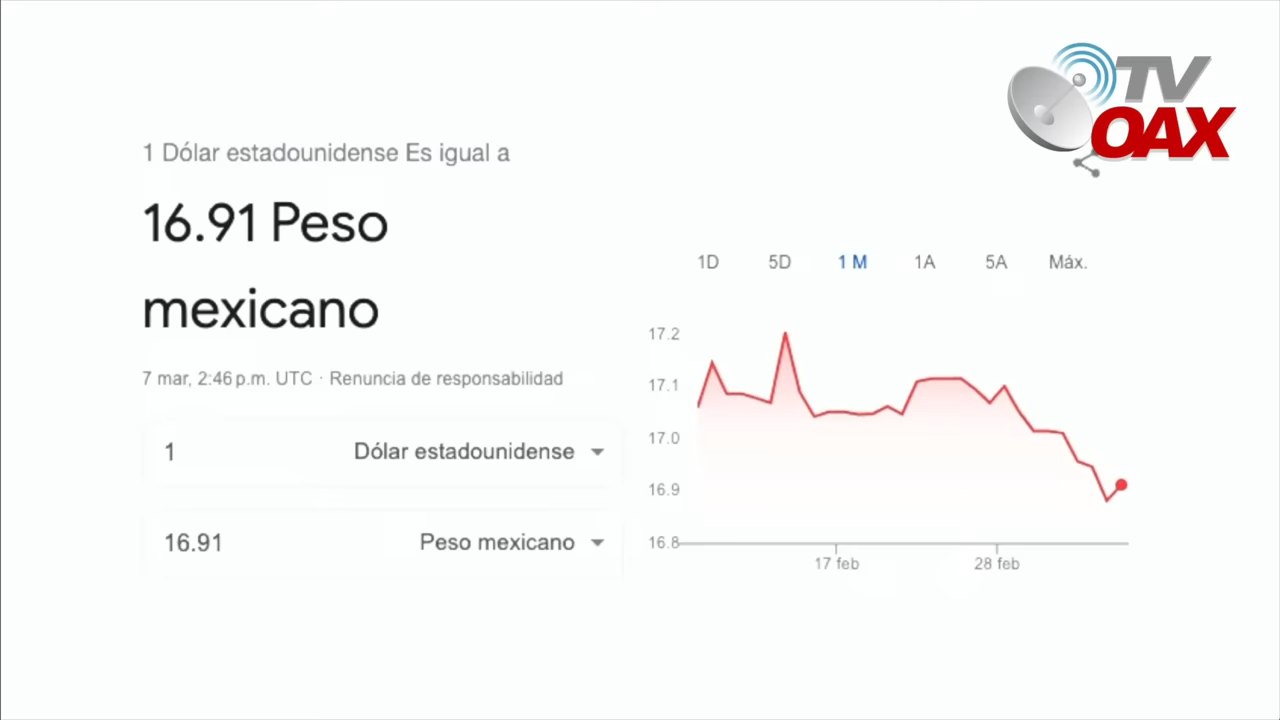 TV
OAX
1 Dólar estadounidense Es igual a
16.91 Peso
mexicano
7 mar, 2:46 p.m. UTC · Renuncia de responsabilidad
1 Dólar estadounidense
16.91 Peso mexicano
1D 5D 1 M 1A 5A Máx.
17.2
17.1
17.0
16.9
16.8
17 feb 28 feb